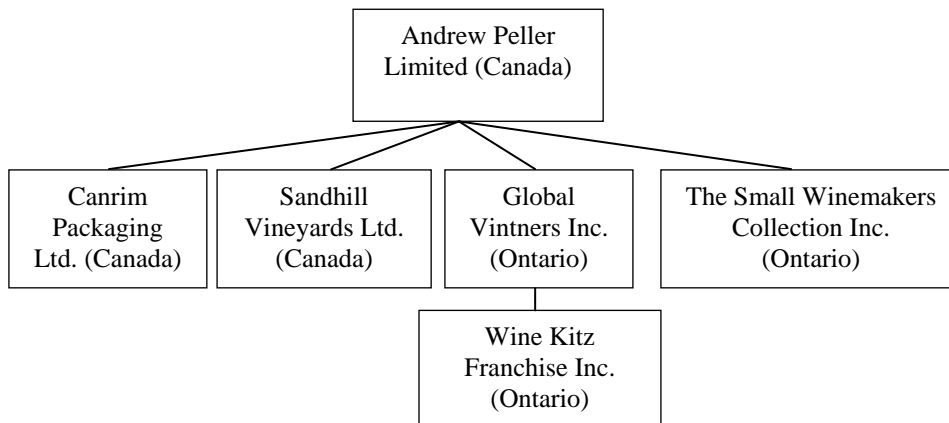 Andrew Peller
Limited (Canada)
Canrim
Packaging
Ltd. (Canada)
Sandhill
Vineyards Ltd.
(Canada)
Global
Vintners Inc.
(Ontario)
The Small Winemakers
Collection Inc.
(Ontario)
Wine Kitz
Franchise Inc.
(Ontario)